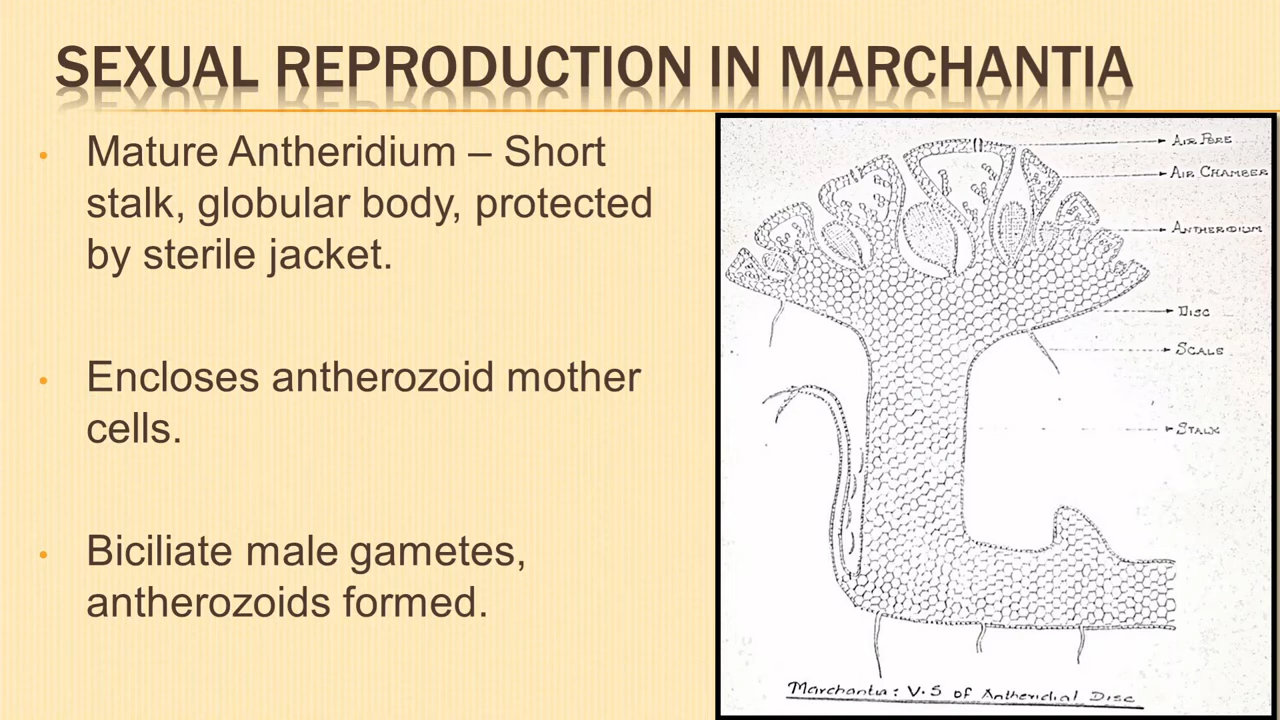 SEXUAL REPRODUCTION IN MARCHANTIA
Mature Antheridium – Short
stalk, globular body, protected
by sterile jacket.
Encloses antherozoid mother
cells.
Biciliate male gametes,
antherozoids formed.
AIR PORE
AIR CHAMBER
ANTHERIDIUM
DISC
SCALE
STALK
Marchantia : V.S of Antheridial Disc